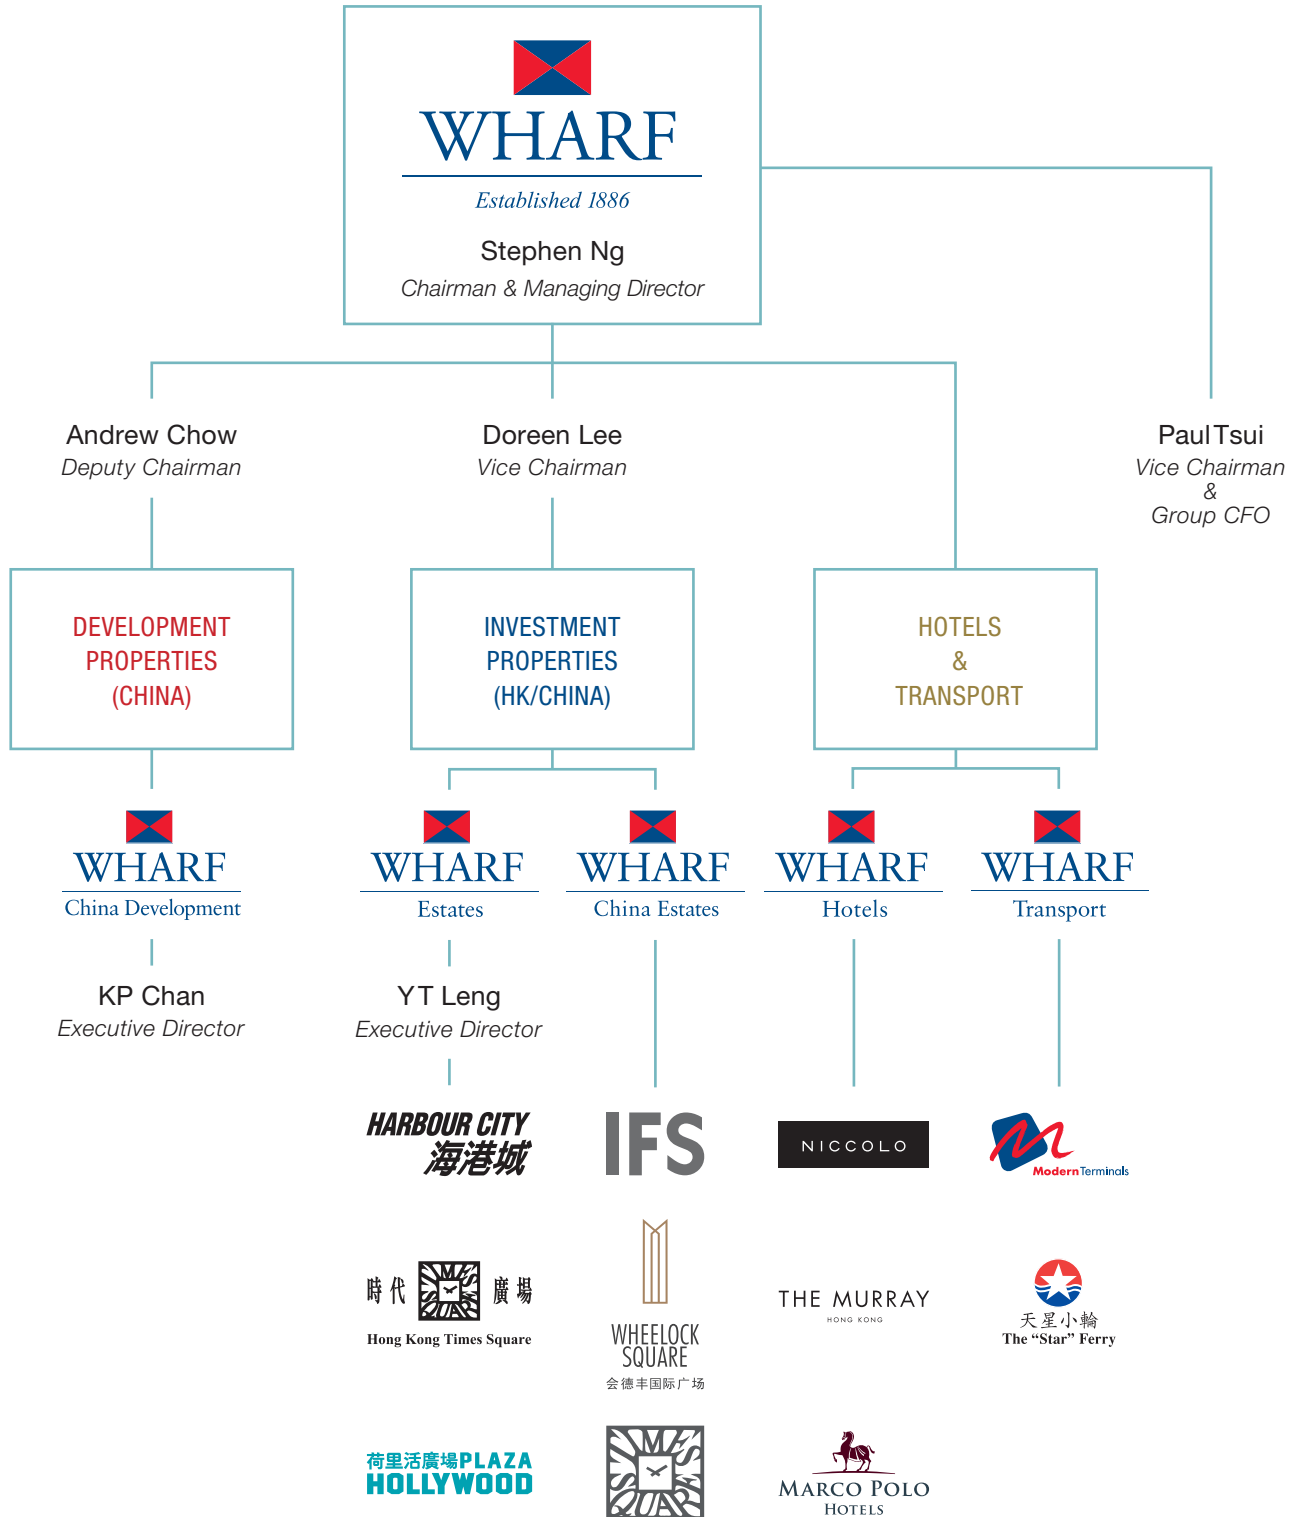 WHARF
Established 1886
Stephen Ng
Chairman & Managing Director
Andrew Chow
Deputy Chairman
Doreen Lee
Vice Chairman
Paul Tsui
Vice Chairman
&
Group CFO
DEVELOPMENT
PROPERTIES
(CHINA)
INVESTMENT
PROPERTIES
(HK/CHINA)
HOTELS
&
TRANSPORT
WHARF
China Development
WHARF
Estates
WHARF
China Estates
WHARF
Hotels
WHARF
Transport
KP Chan
Executive Director
YT Leng
Executive Director
HARBOUR CITY
海港城
IFS
NICCOLO
ModernTerminals
時代 TIMES SQUARE 廣場
Hong Kong Times Square
WHEELOCK
SQUARE
会德丰国际广场
THE MURRAY
HONG KONG
天星小輪
The “Star” Ferry
荷里活廣場PLAZA
HOLLYWOOD
TIMES SQUARE
MARCO POLO
HOTELS